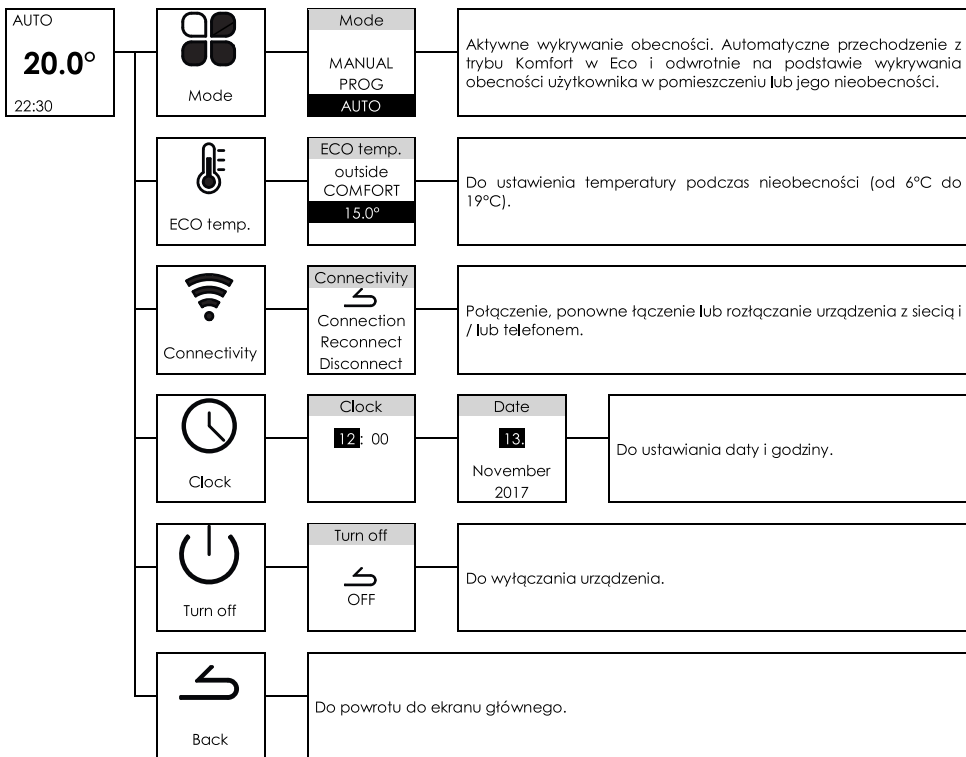 AUTO
20.0°
22:30
Mode
Mode
MANUAL
PROG
AUTO
Aktywne wykrywanie obecności. Automatyczne przechodzenie z
trybu Komfort w Eco i odwrotnie na podstawie wykrywania
obecności użytkownika w pomieszczeniu lub jego nieobecności.
ECO temp.
ECO temp.
outside
COMFORT
15.0°
Do ustawienia temperatury podczas nieobecności (od 6°C do
19°C).
Connectivity
Connectivity
Connection
Reconnect
Disconnect
Połączenie, ponowne łączenie lub rozłączanie urządzenia z siecią i
/ lub telefonem.
Clock
Clock
12 : 00
Date
13.
November
2017
Do ustawiania daty i godziny.
Turn off
Turn off
OFF
Do wyłączania urządzenia.
Back
Do powrotu do ekranu głównego.